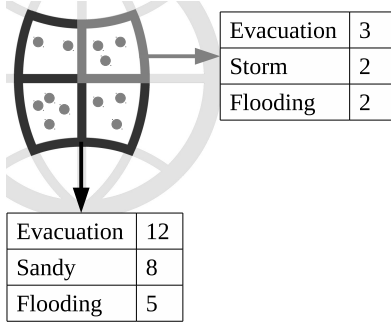 Evacuation 3
Storm 2
Flooding 2
Evacuation 12
Sandy 8
Flooding 5